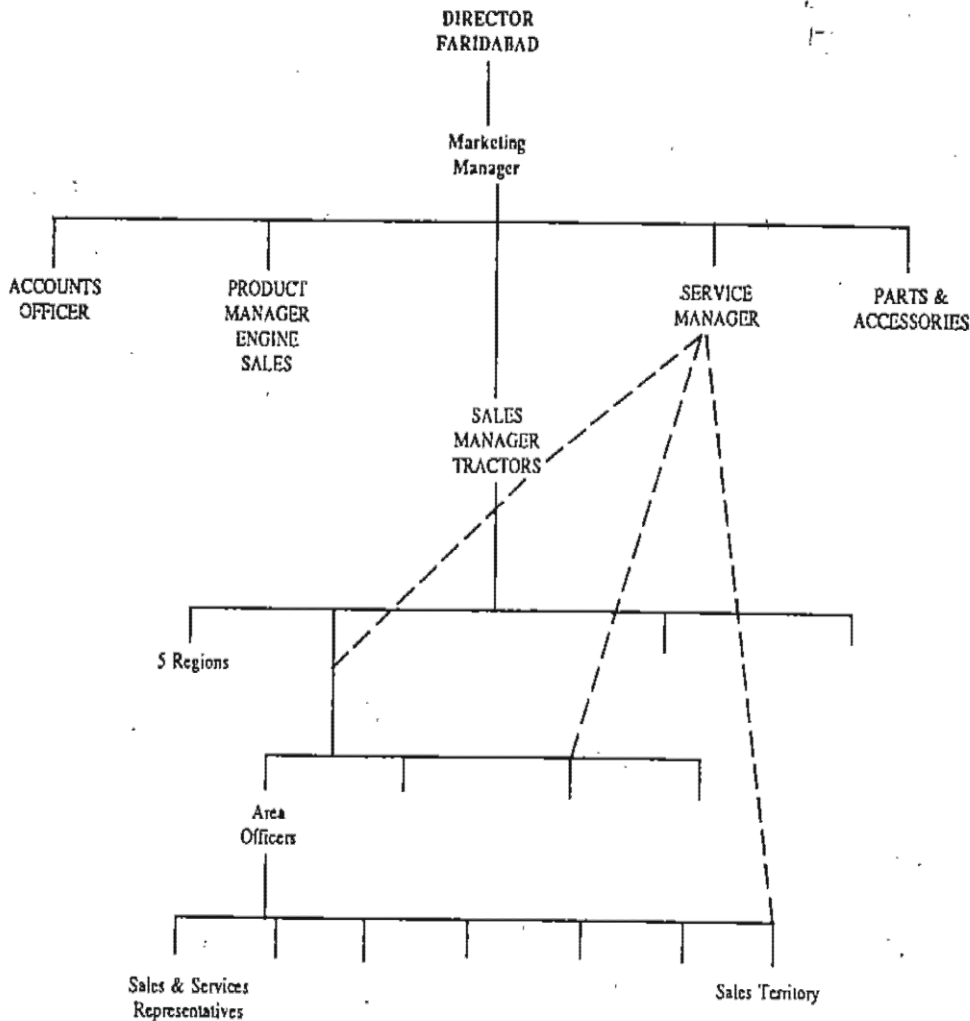 DIRECTOR
FARIDABAD
Marketing
Manager
ACCOUNTS
OFFICER
PRODUCT
MANAGER
ENGINE
SALES
SERVICE
MANAGER
PARTS &
ACCESSORIES
SALES
MANAGER
TRACTORS
5 Regions
Area
Officers
Sales & Services
Representatives
Sales Territory